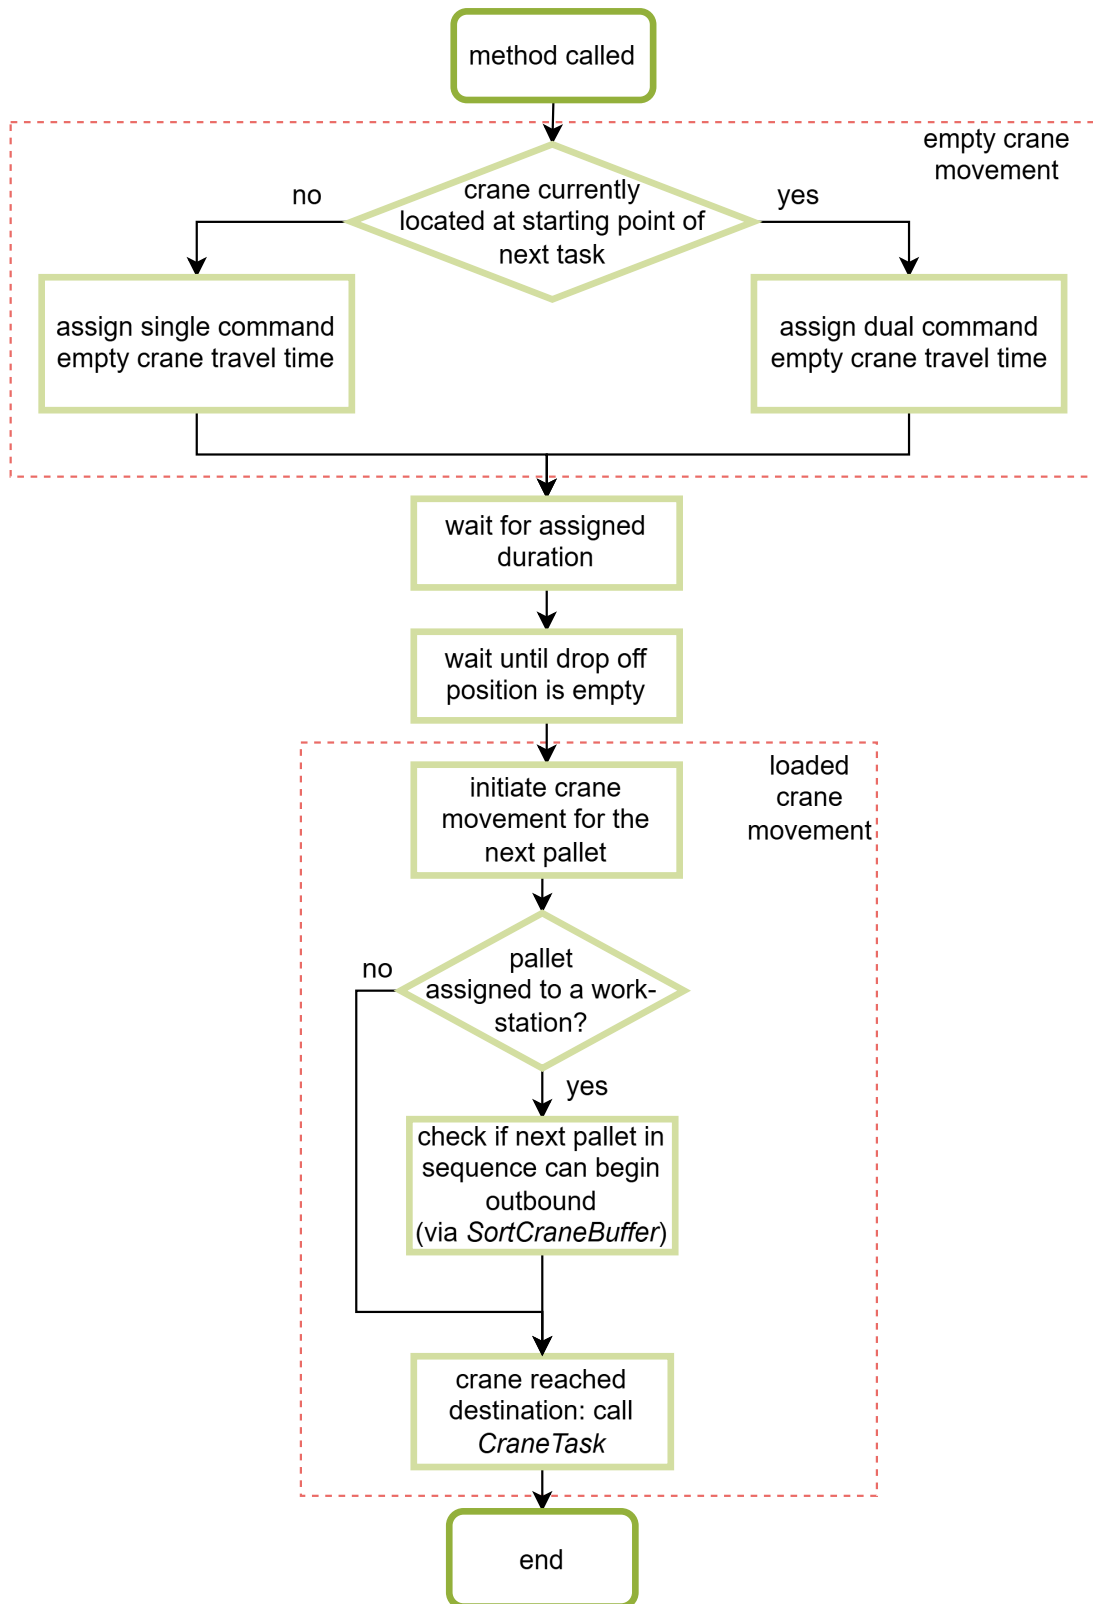 method called
empty crane
movement
no
crane currently
located at starting point of
next task
yes
assign single command
empty crane travel time
assign dual command
empty crane travel time
wait for assigned
duration
wait until drop off
position is empty
loaded
crane
movement
initiate crane
movement for the
next pallet
no
pallet
assigned to a work-
station?
yes
check if next pallet in
sequence can begin
outbound
(via SortCraneBuffer)
crane reached
destination: call
CraneTask
end